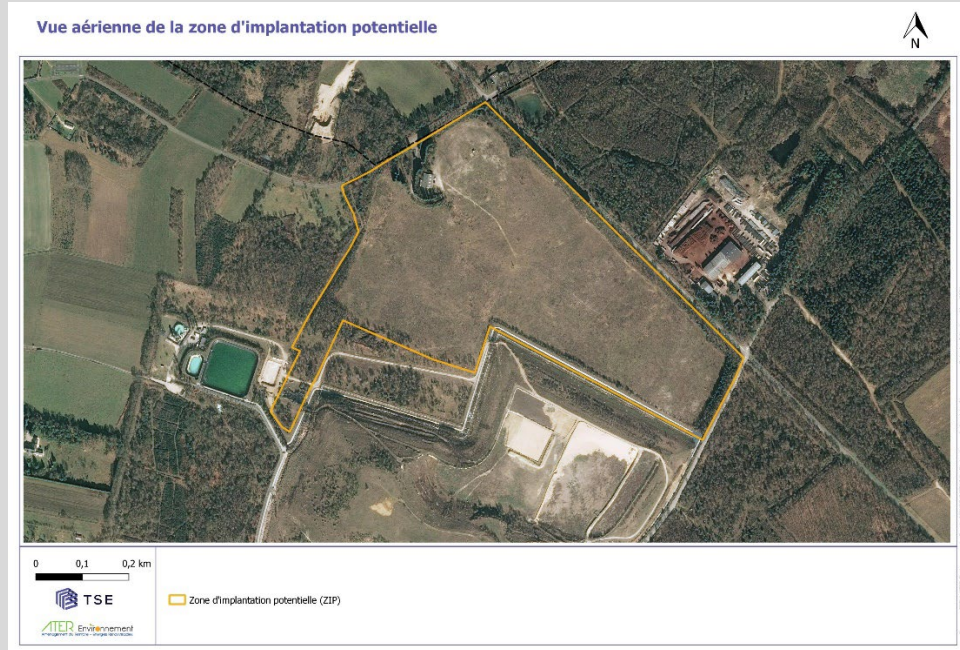 Vue aérienne de la zone d'implantation potentielle
N
0 0,1 0,2 km
TSE
Zone d'implantation potentielle (ZIP)
ATER Environnement